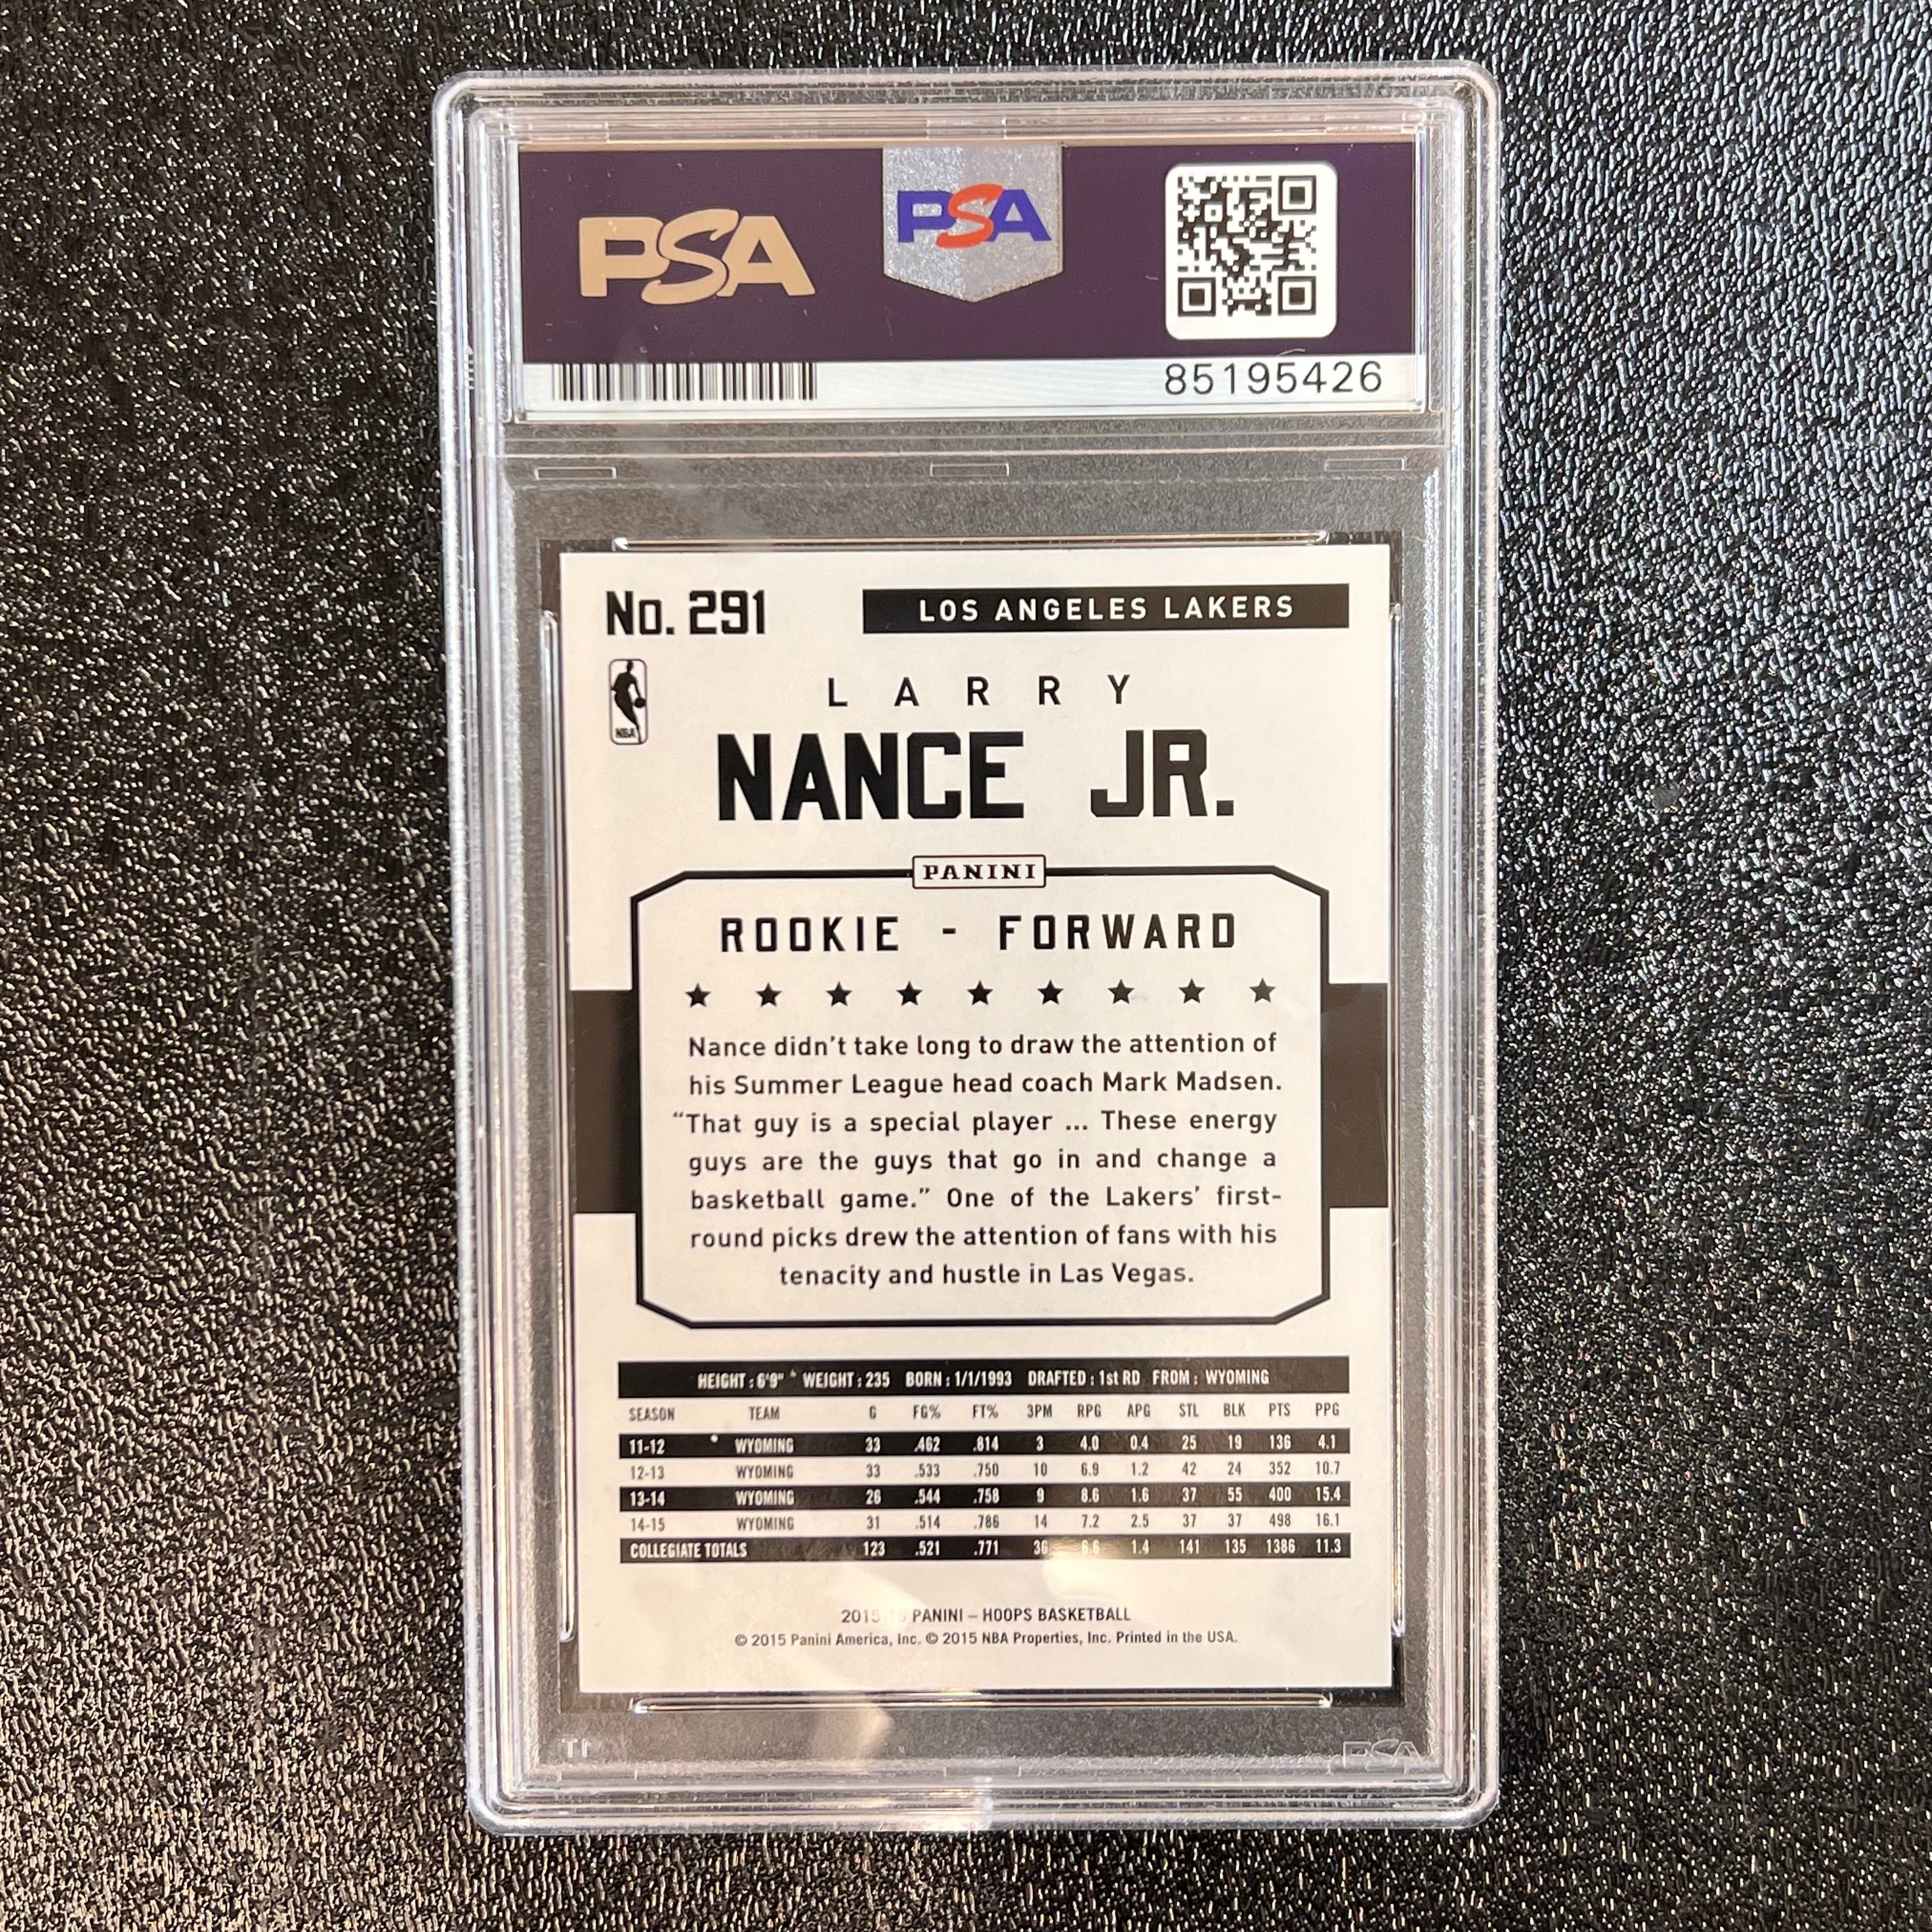 PSA
PSA
85195426
No. 291
LOS ANGELES LAKERS
NBA
LARRY
NANCE JR.
PANINI
ROOKIE - FORWARD
Nance didn't take long to draw the attention of
his Summer League head coach Mark Madsen.
“That guy is a special player ... These energy
guys are the guys that go in and change a
basketball game.” One of the Lakers’ first-
round picks drew the attention of fans with his
tenacity and hustle in Las Vegas.
HEIGHT : 6'9" WEIGHT : 235 BORN : 1/1/1993 DRAFTED : 1st RD FROM : WYOMING
SEASON TEAM G FG% FT% 3PM RPG APG STL BLK PTS PPG
11-12 WYOMING 33 .462 .814 3 4.0 0.4 25 19 136 4.1
12-13 WYOMING 33 .533 .750 10 6.9 1.2 42 24 352 10.7
13-14 WYOMING 26 .544 .758 9 8.6 1.6 37 55 400 15.4
14-15 WYOMING 31 .514 .786 14 7.2 2.5 37 37 498 16.1
COLLEGIATE TOTALS 123 .521 .771 36 6.6 1.4 141 135 1386 11.3
2015-16 PANINI – HOOPS BASKETBALL
© 2015 Panini America, Inc. © 2015 NBA Properties, Inc. Printed in the USA.
PSA